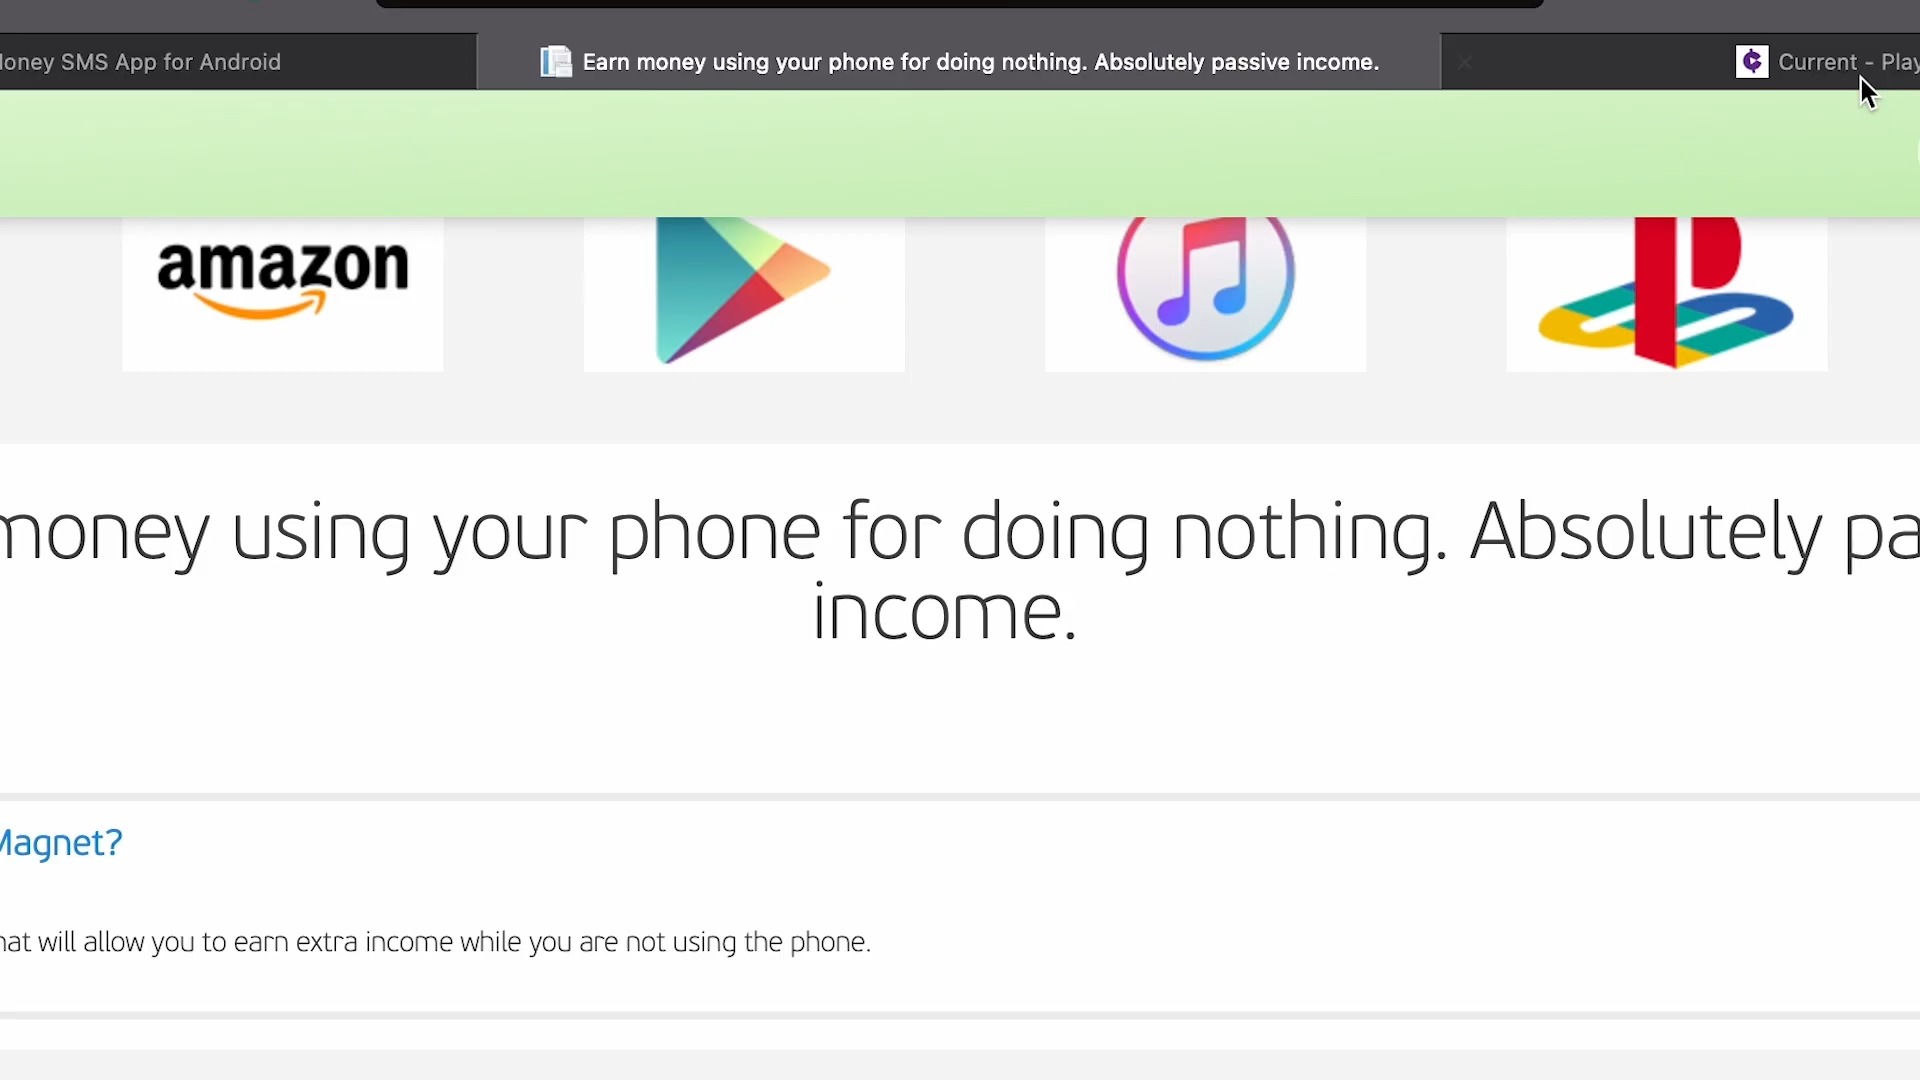 oney SMS App for Android
Earn money using your phone for doing nothing. Absolutely passive income.
Current - Play
amazon
money using your phone for doing nothing. Absolutely pa
income.
Magnet?
hat will allow you to earn extra income while you are not using the phone.